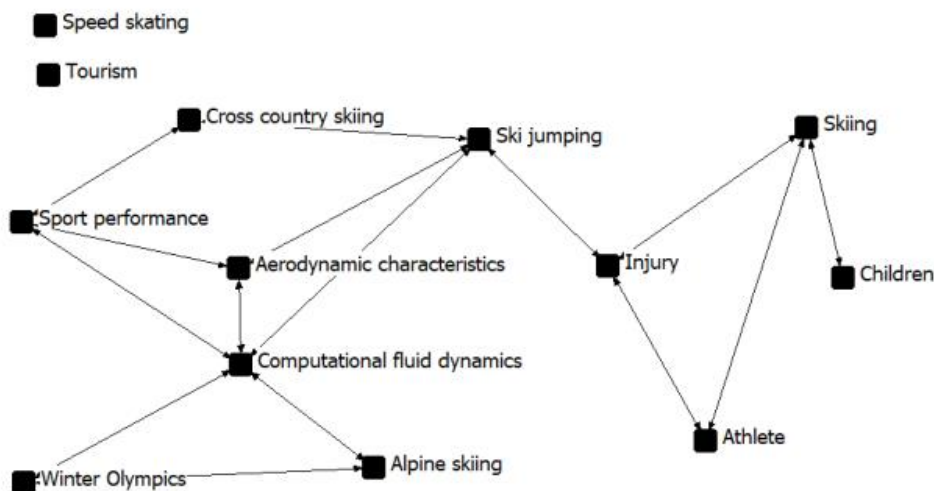 Speed skating
Tourism
Cross country skiing
Ski jumping
Skiing
Sport performance
Aerodynamic characteristics
Injury
Children
Computational fluid dynamics
Athlete
Winter Olympics
Alpine skiing